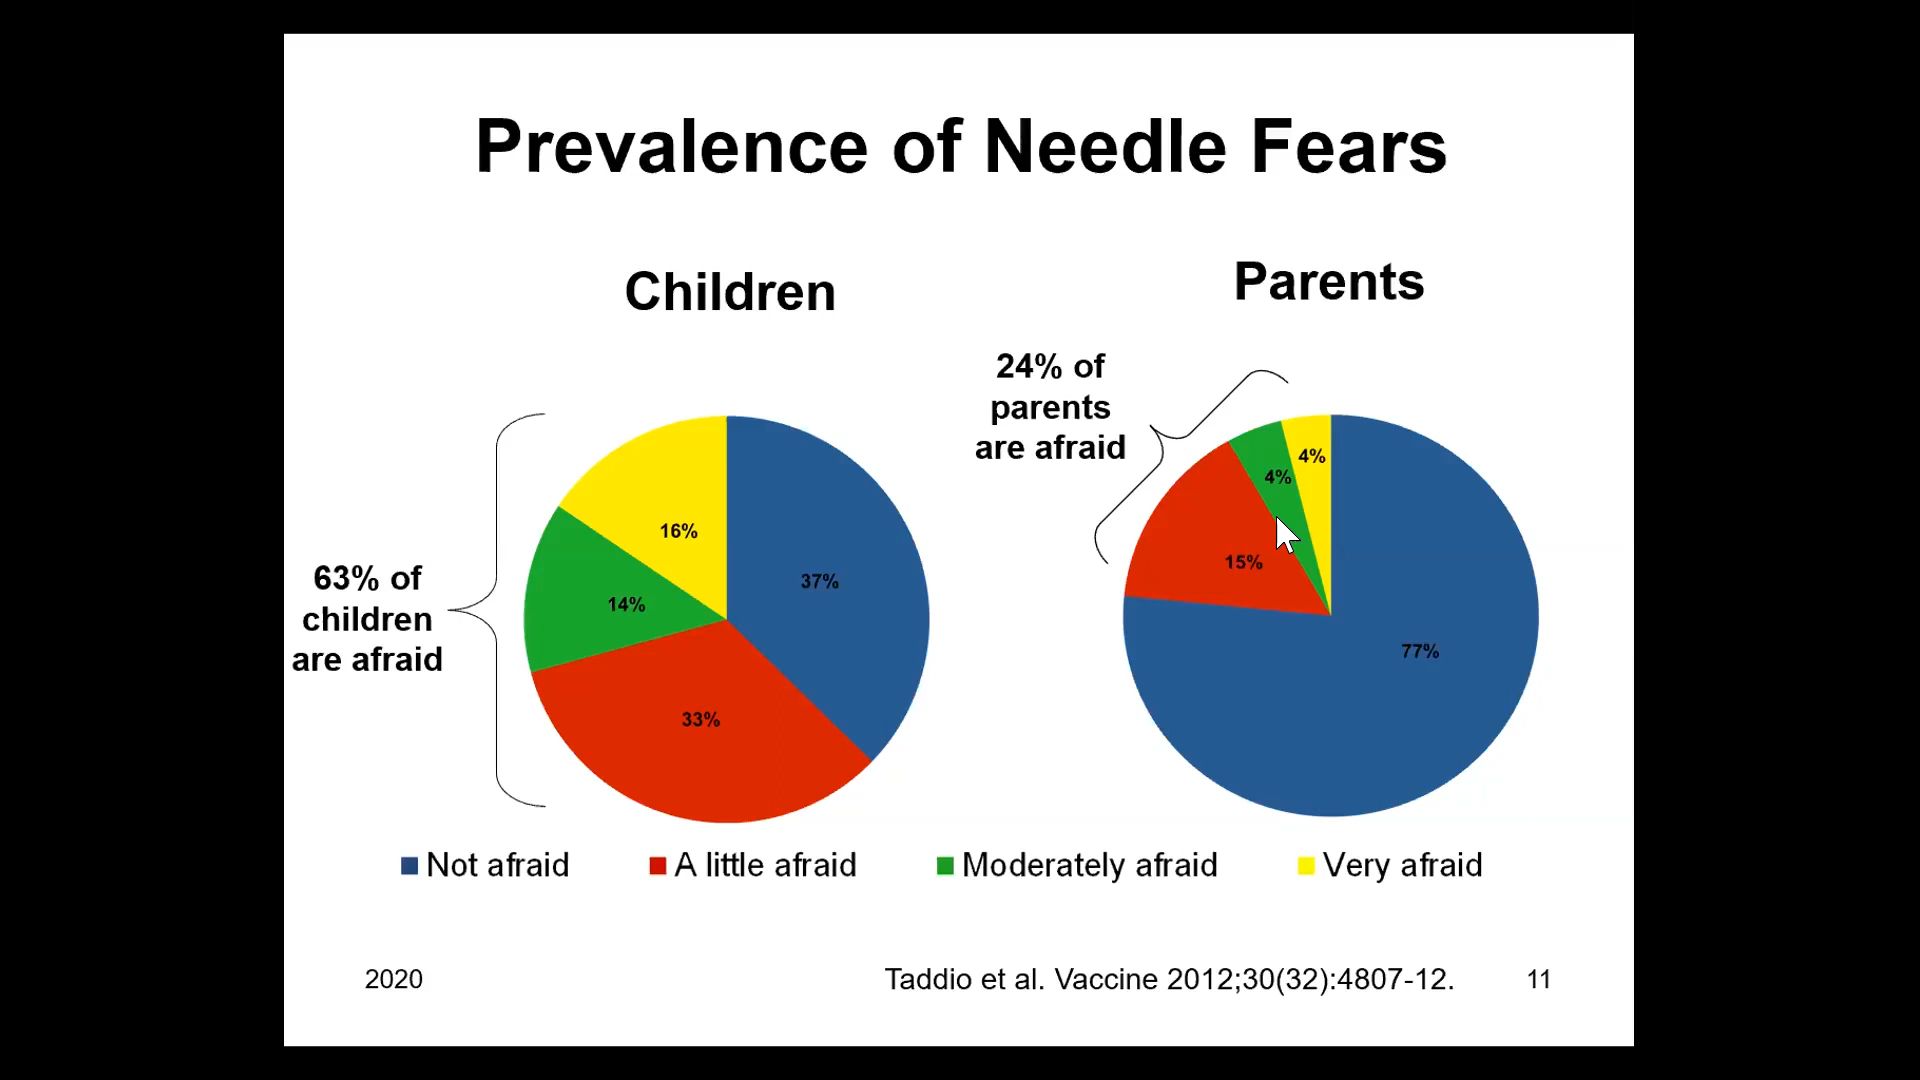 Prevalence of Needle Fears
Children
63% of
children
are afraid
16%
37%
14%
33%
Parents
24% of
parents
are afraid
4%
4%
15%
77%
Not afraid
A little afraid
Moderately afraid
Very afraid
2020
Taddio et al. Vaccine 2012;30(32):4807-12.
11